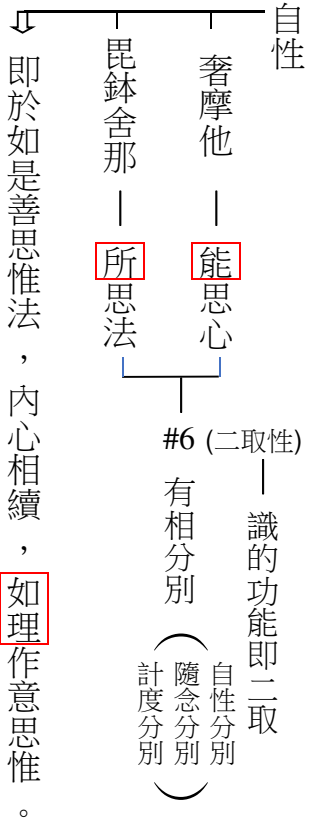 自性
奢摩他 — 能思心
毘鉢舍那 — 所思法
#6 (二取性)
識的功能即二取
有相分別
自性分別
隨念分別
計度分別
即於如是善思惟法，內心相續，如理作意思惟。